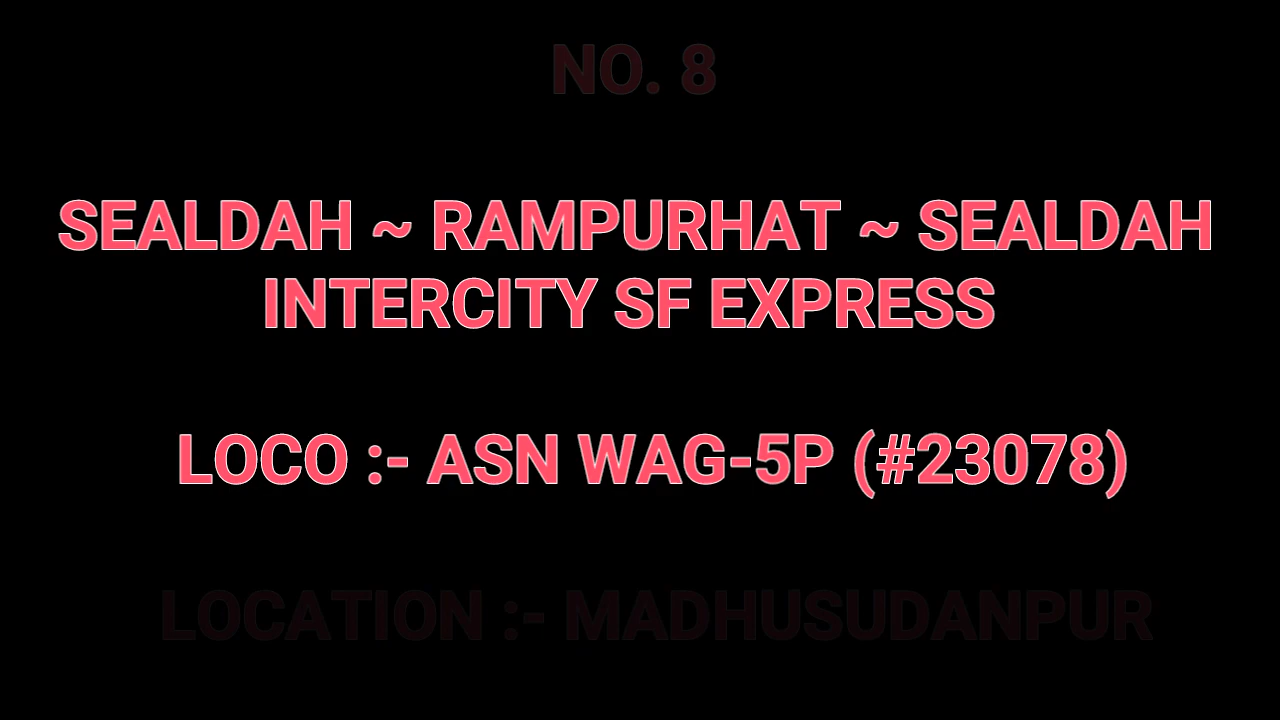 NO. 8
SEALDAH ~ RAMPURHAT ~ SEALDAH
INTERCITY SF EXPRESS
LOCO :- ASN WAG-5P (#23078)
LOCATION :- MADHUSUDANPUR